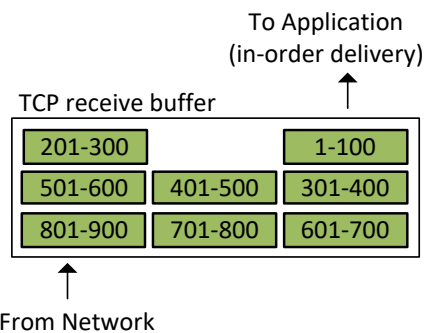 To Application
(in-order delivery)
TCP receive buffer
201-300 1-100
501-600 401-500 301-400
801-900 701-800 601-700
From Network